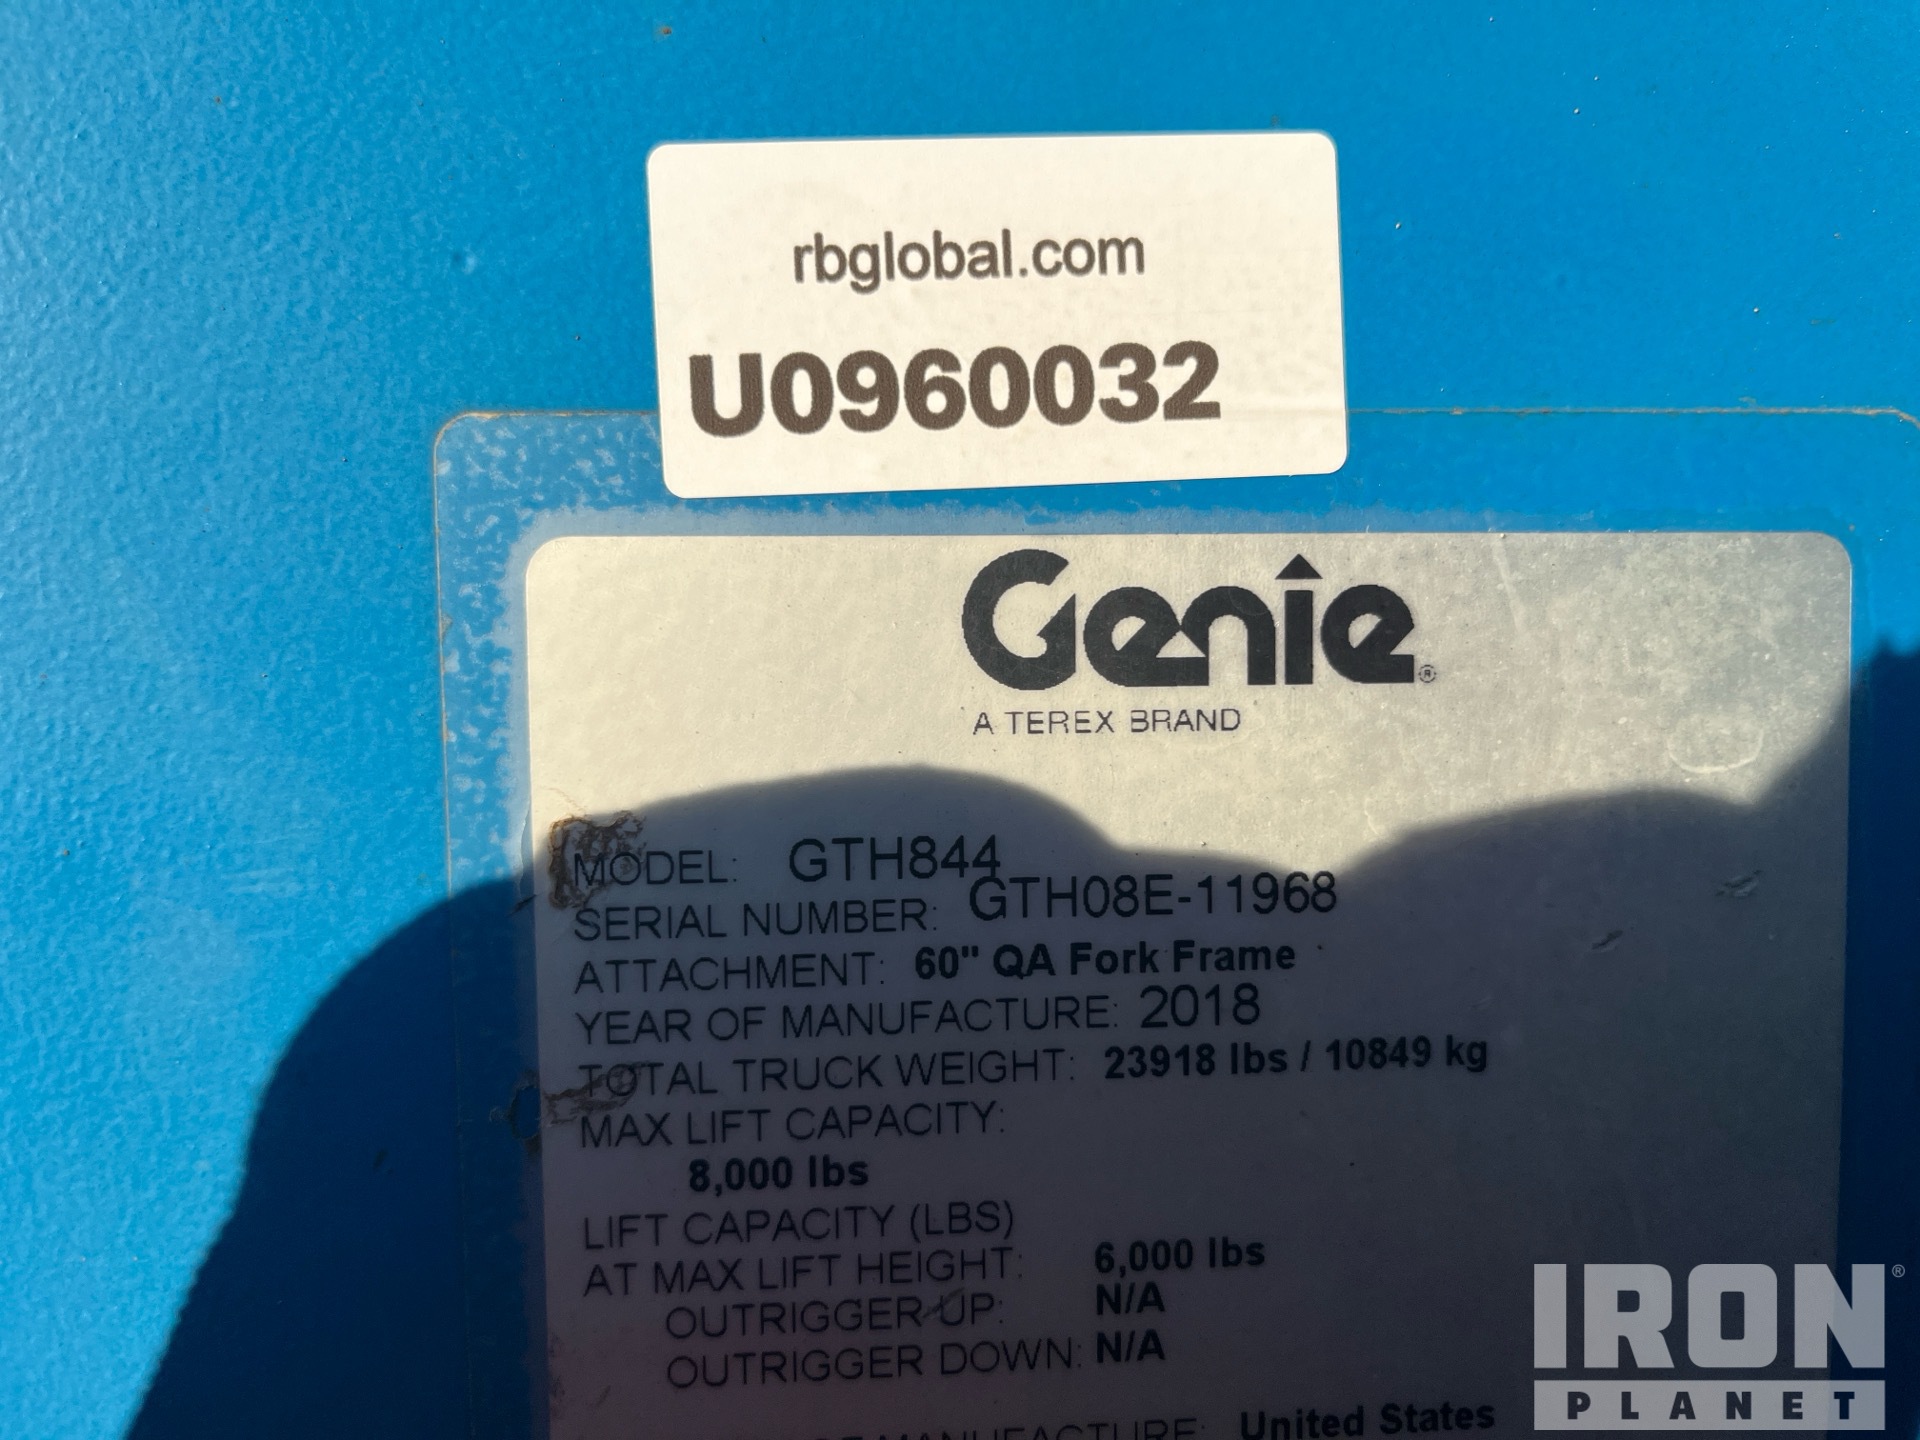 rbglobal.com
U0960032
Genie®
A TEREX BRAND
MODEL: GTH844
SERIAL NUMBER: GTH08E-11968
ATTACHMENT: 60" QA Fork Frame
YEAR OF MANUFACTURE: 2018
TOTAL TRUCK WEIGHT: 23918 lbs / 10849 kg
MAX LIFT CAPACITY:
8,000 lbs
LIFT CAPACITY (LBS)
AT MAX LIFT HEIGHT: 6,000 lbs
OUTRIGGER UP: N/A
OUTRIGGER DOWN: N/A
MANUFACTURE: United States
IRON®
PLANET